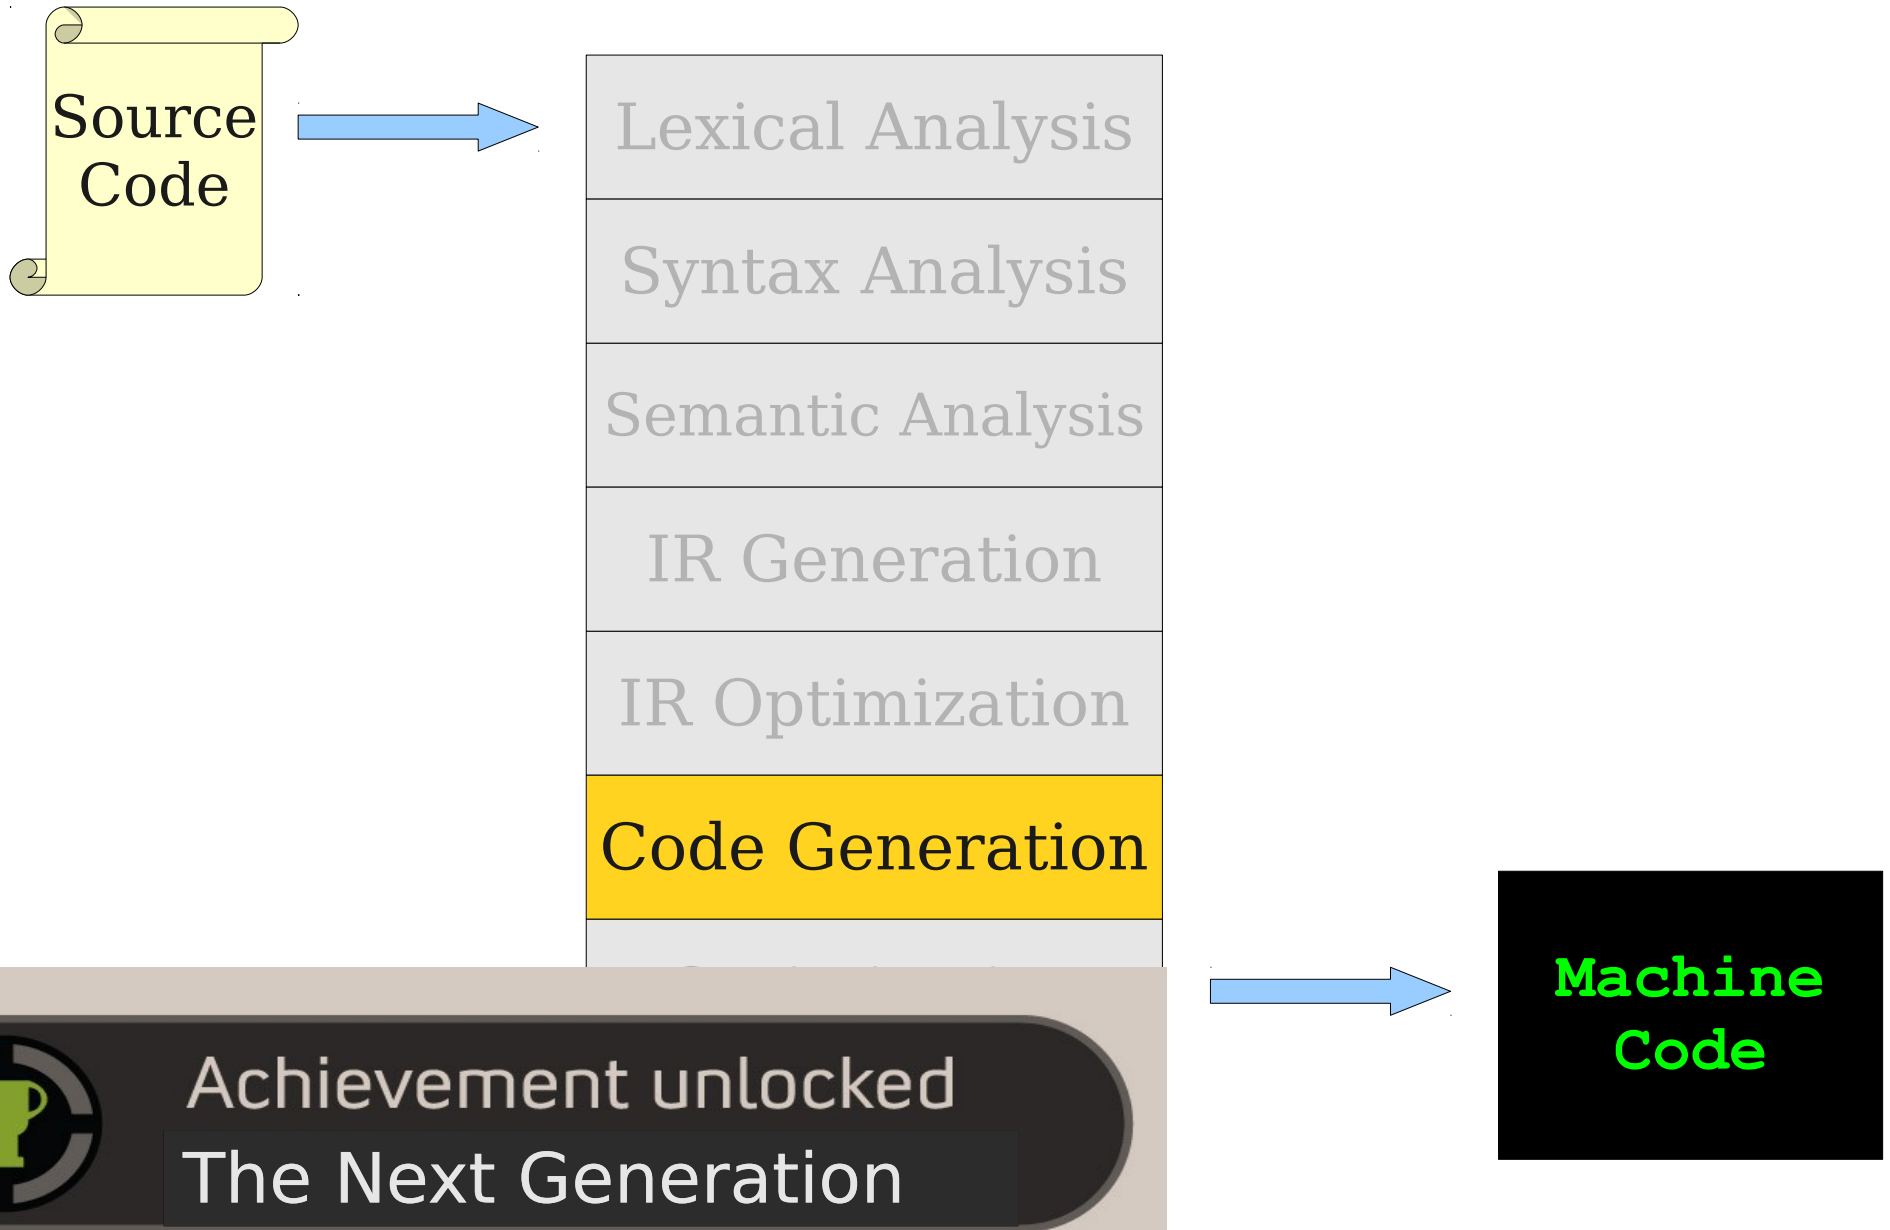 Source
Code
Lexical Analysis
Syntax Analysis
Semantic Analysis
IR Generation
IR Optimization
Code Generation
Machine
Code
Achievement unlocked
The Next Generation